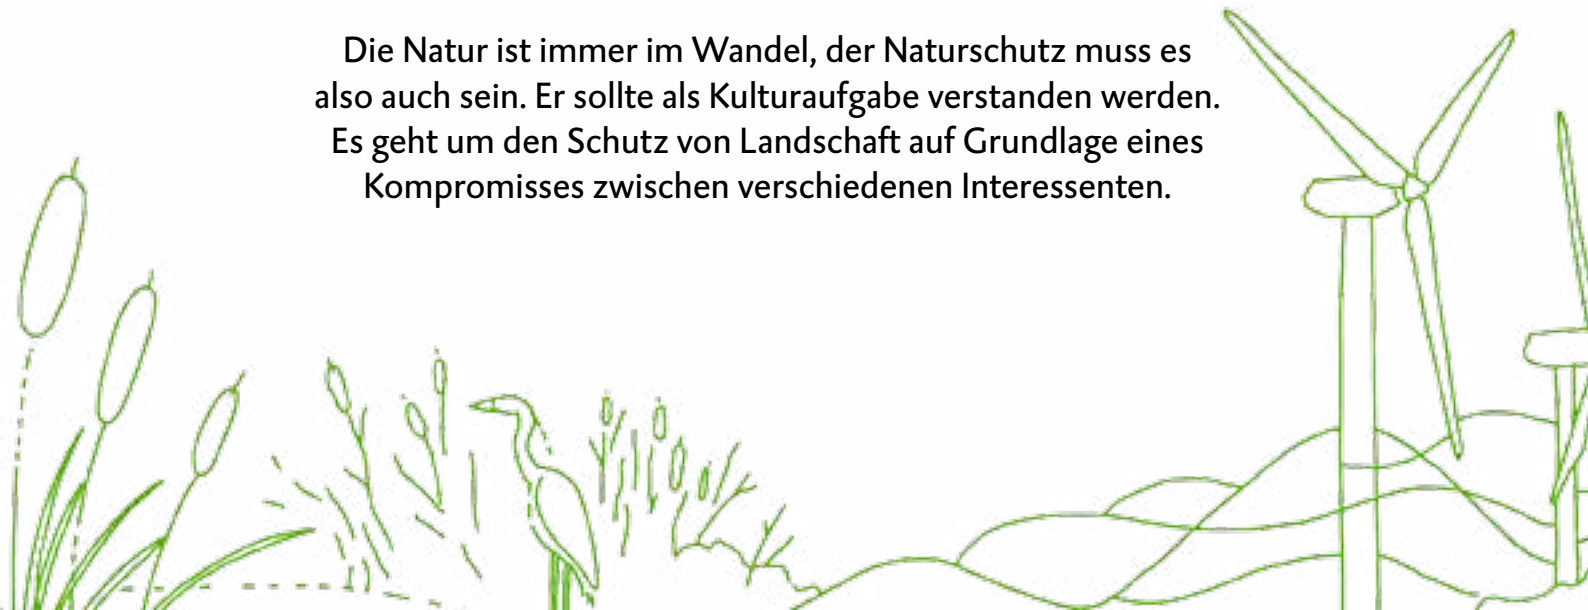 Die Natur ist immer im Wandel, der Naturschutz muss es
also auch sein. Er sollte als Kulturaufgabe verstanden werden.
Es geht um den Schutz von Landschaft auf Grundlage eines
Kompromisses zwischen verschiedenen Interessenten.